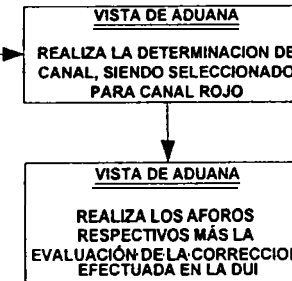 VISTA DE ADUANA
REALIZA LA DETERMINACION DE
CANAL, SIENDO SELECCIONADO
PARA CANAL ROJO
VISTA DE ADUANA
REALIZA LOS AFOROS
RESPECTIVOS MÁS LA
EVALUACIÓN DE LA CORRECCION
EFECTUADA EN LA DUI